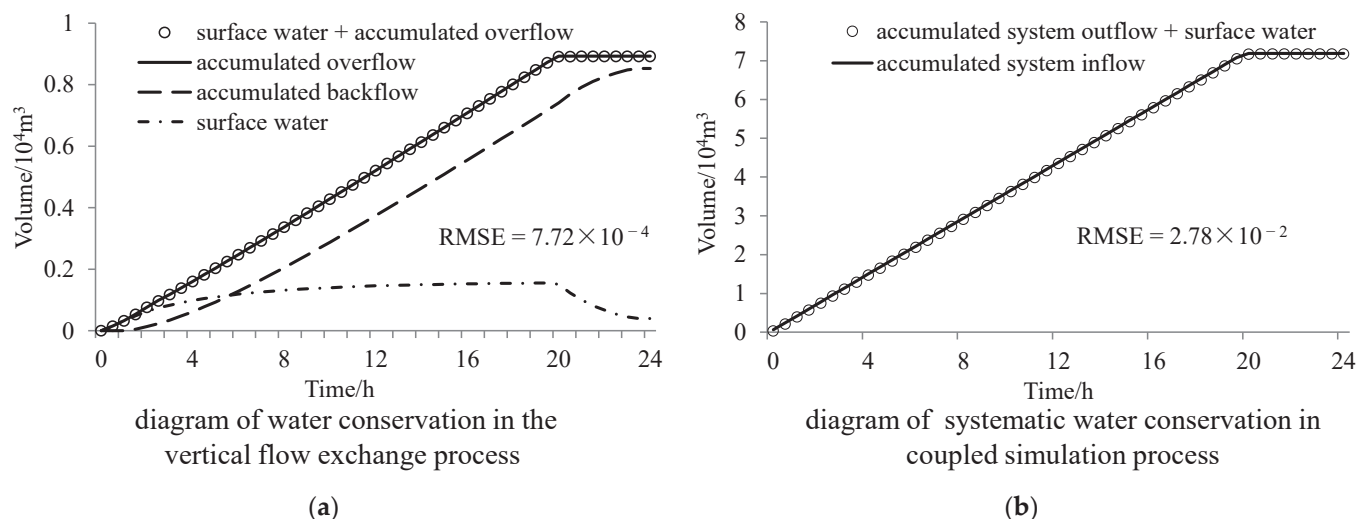 1
0.8
0.6
0.4
0.2
0
Volume/10⁴m³
surface water + accumulated overflow
accumulated overflow
accumulated backflow
surface water
RMSE = 7.72×10⁻⁴
0 4 8 12 16 20 24
Time/h
diagram of water conservation in the
vertical flow exchange process
(a)
8
7
6
5
4
3
2
1
0
Volume/10⁴m³
accumulated system outflow + surface water
accumulated system inflow
RMSE = 2.78×10⁻²
0 4 8 12 16 20 24
Time/h
diagram of systematic water conservation in
coupled simulation process
(b)